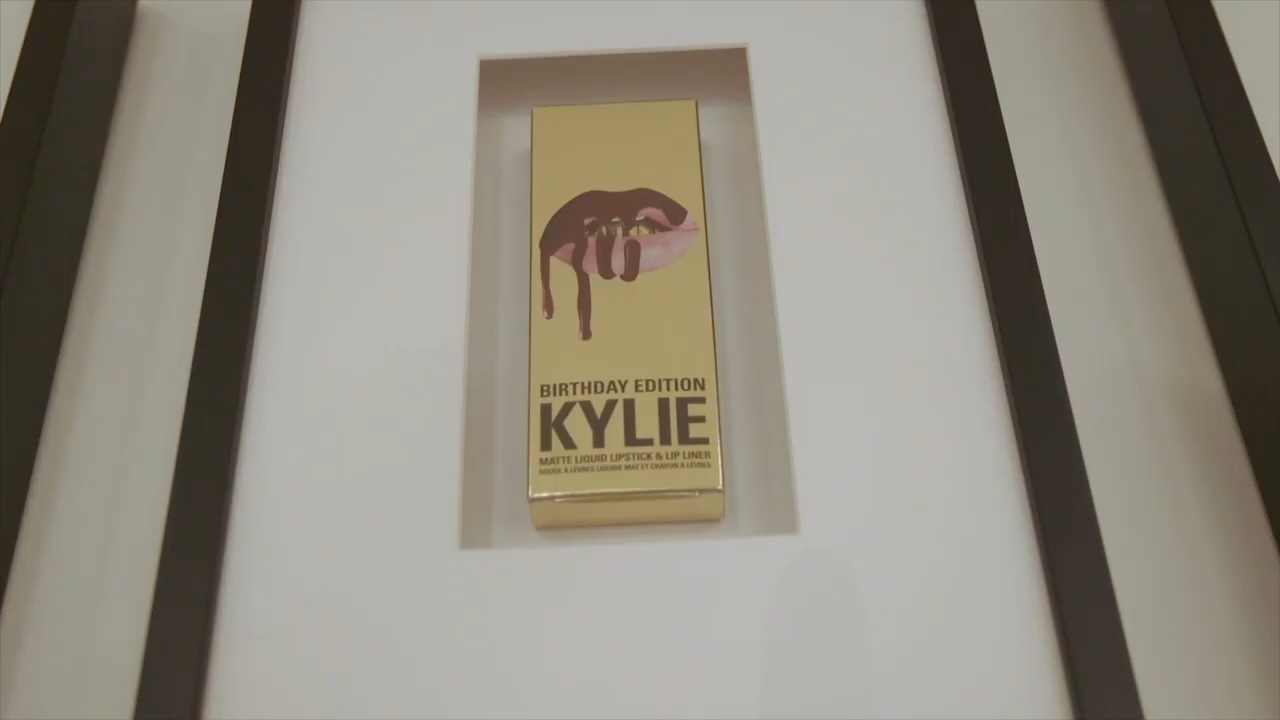 BIRTHDAY EDITION
KYLIE
MATTE LIQUID LIPSTICK & LIP LINER
ROUGE À LÈVRES LIQUIDE MAT ET CRAYON À LÈVRES